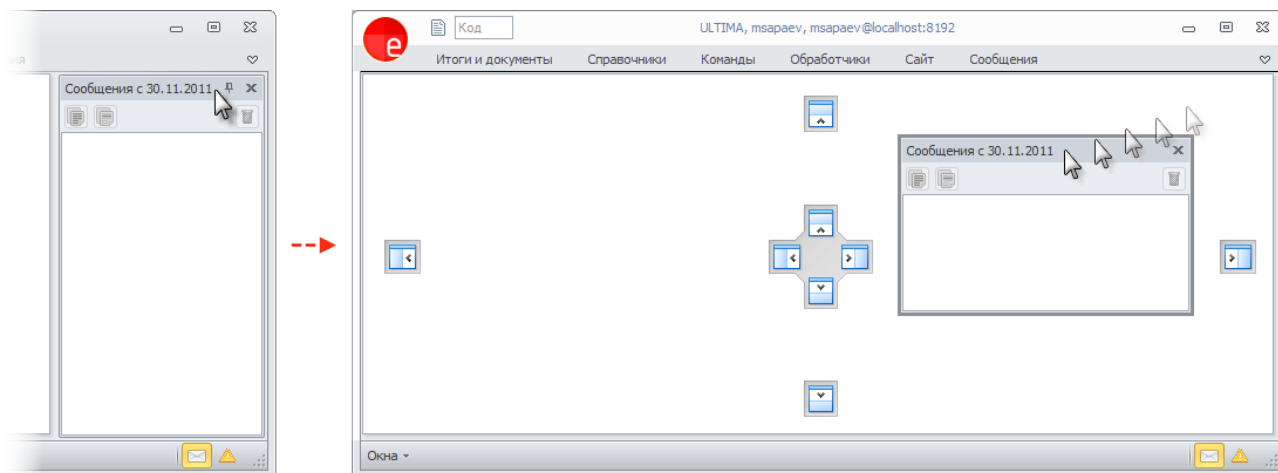 Сообщения с 30.11.2011
Код
ULTIMA, msapaev, msapaev@localhost:8192
Итоги и документы Справочники Команды Обработчики Сайт Сообщения
Сообщения с 30.11.2011
Окна